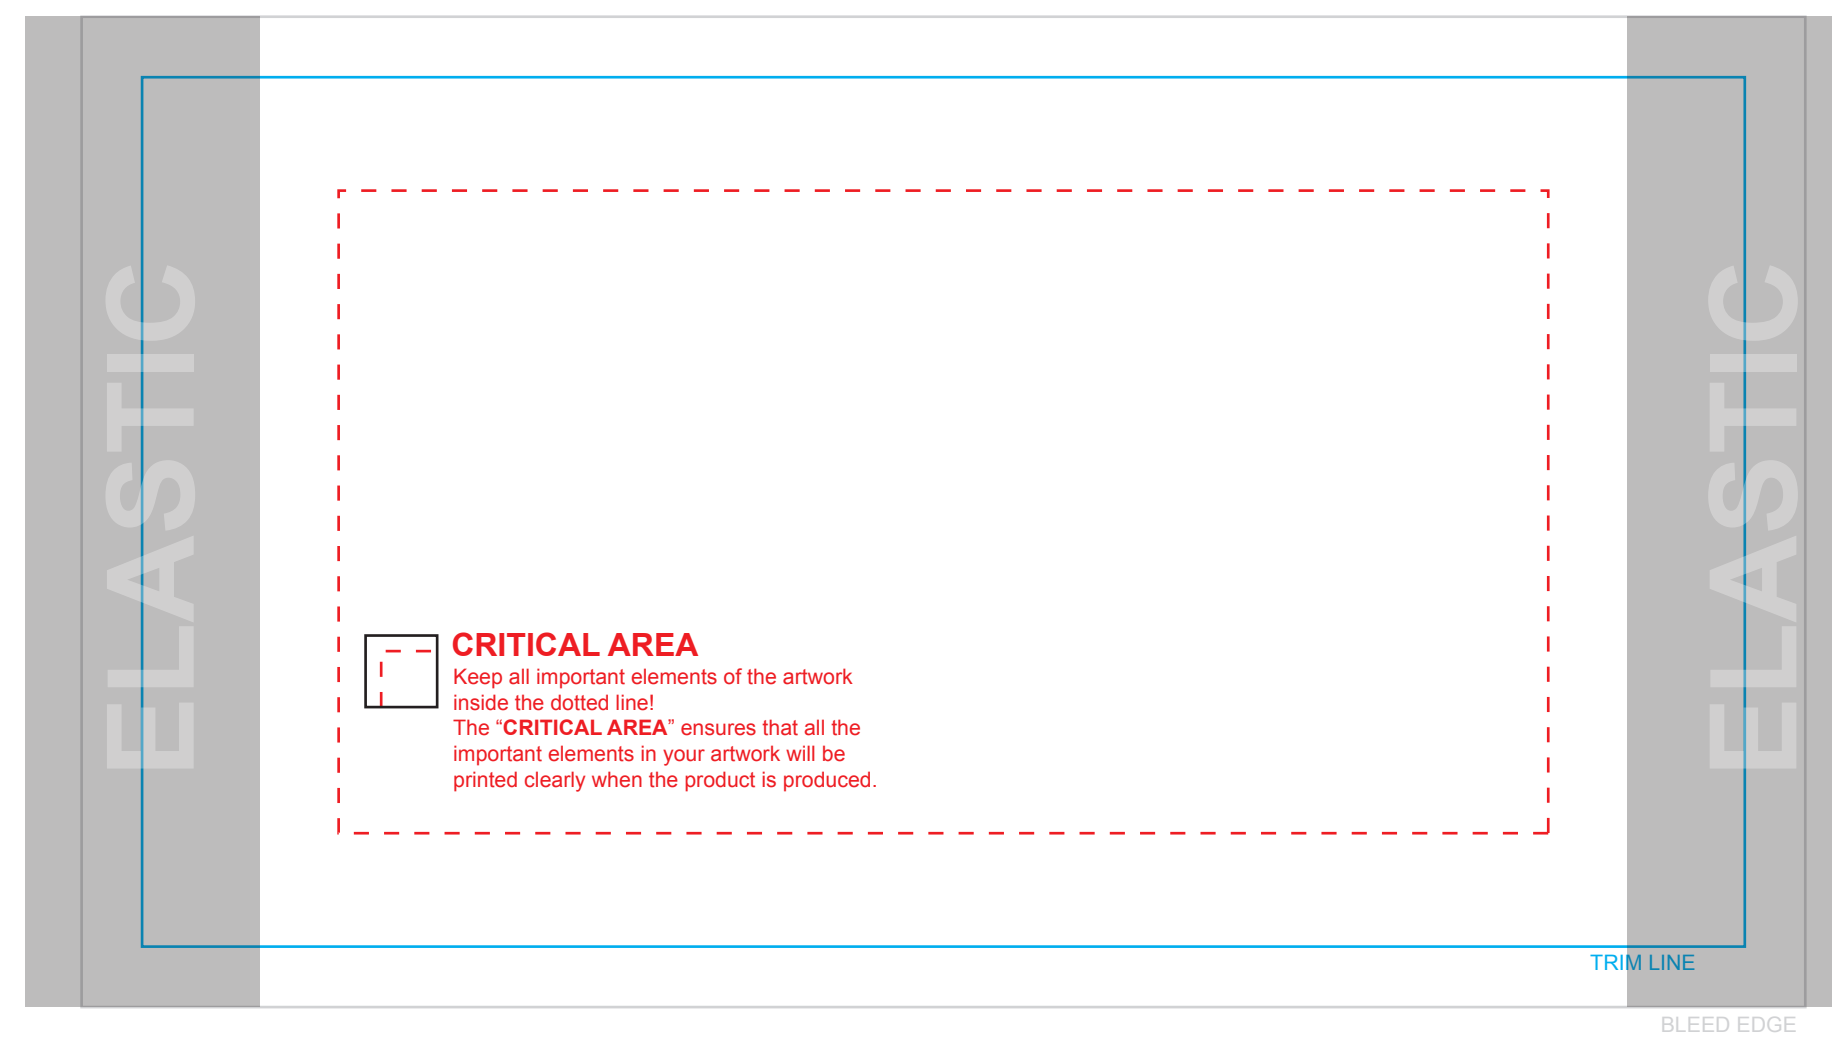 ELASTIC
ELASTIC
CRITICAL AREA
Keep all important elements of the artwork
inside the dotted line!
The “CRITICAL AREA” ensures that all the
important elements in your artwork will be
printed clearly when the product is produced.
TRIM LINE
BLEED EDGE